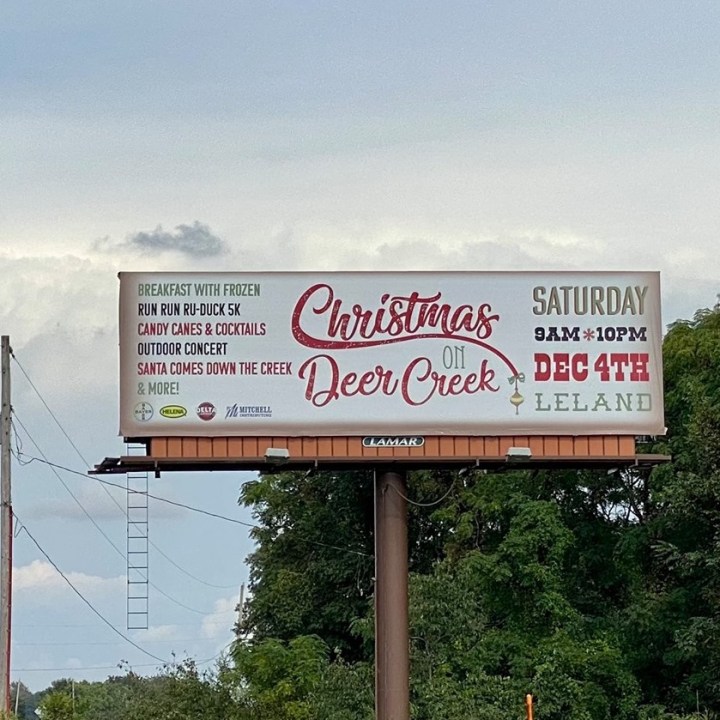 BREAKFAST WITH FROZEN
RUN RUN RU-DUCK 5K
CANDY CANES & COCKTAILS
OUTDOOR CONCERT
SANTA COMES DOWN THE CREEK
& MORE!
BAYER
HELENA
DELTA
MITCHELL
Christmas
ON
Deer Creek
SATURDAY
9AM*10PM
DEC 4TH
LELAND
LAMAR